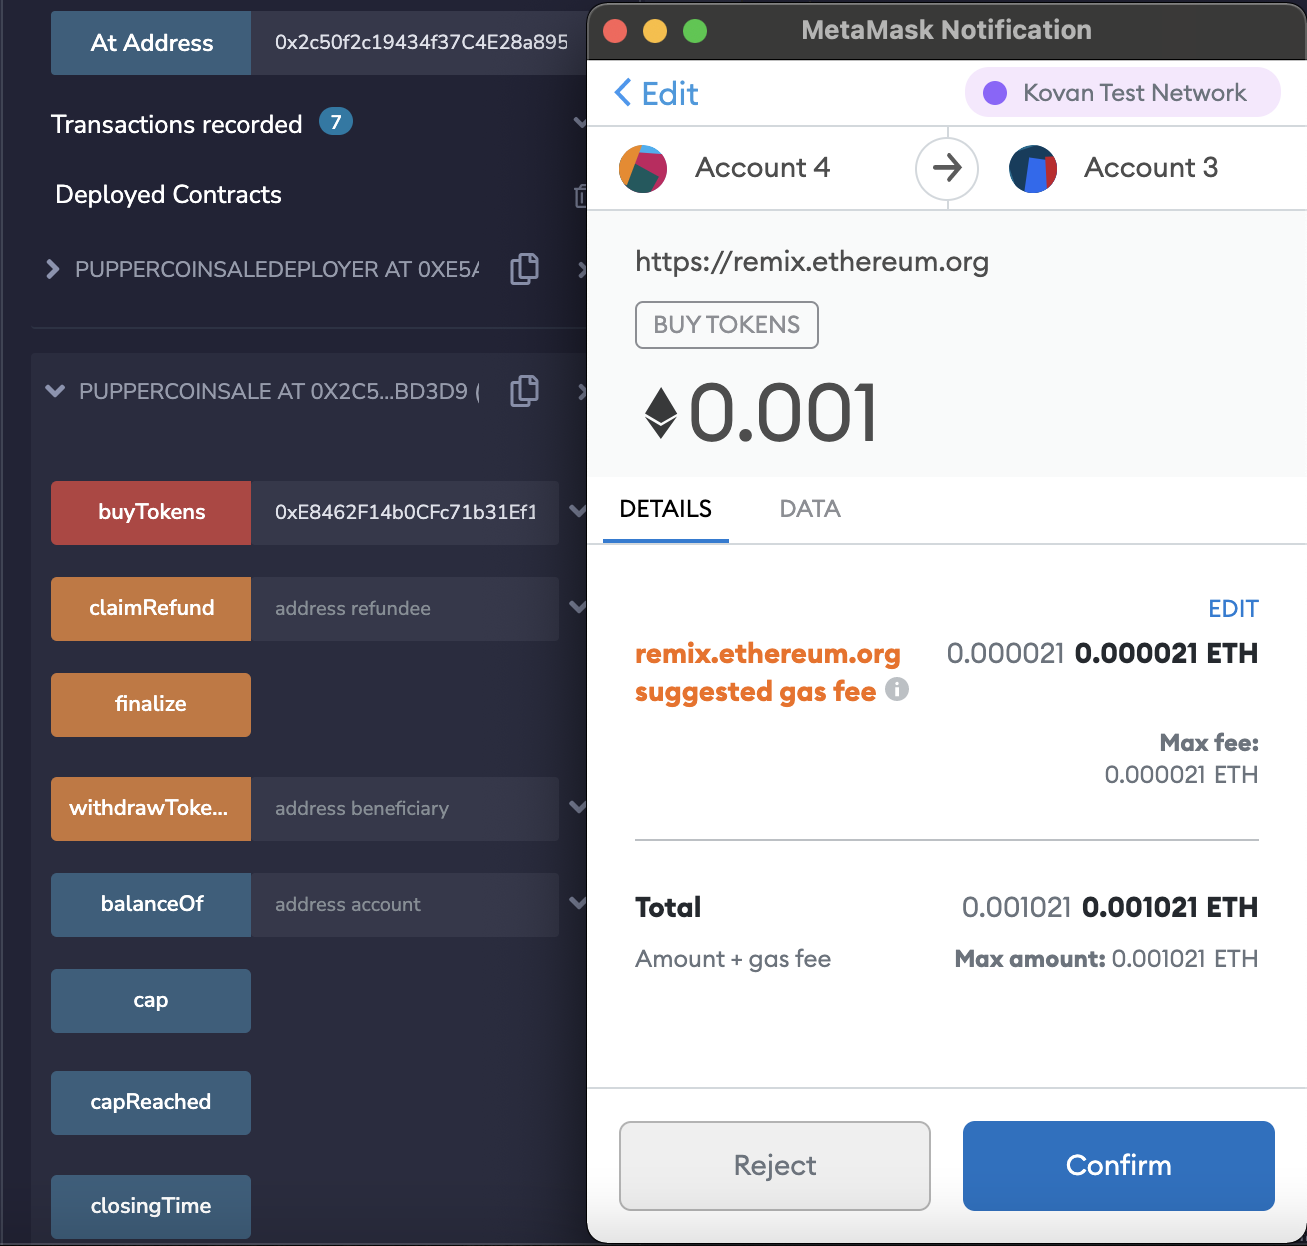 At Address
0x2c50f2c19434f37C4E28a895
Transactions recorded 7
Deployed Contracts
PUPPERCOINSALEDEPLOYER AT 0XE5A
PUPPERCOINSALE AT 0X2C5...BD3D9 (
buyTokens
0xE8462F14b0CFc71b31Ef1
claimRefund
address refundee
finalize
withdrawToke...
address beneficiary
balanceOf
address account
cap
capReached
closingTime
MetaMask Notification
Edit
Kovan Test Network
Account 4
Account 3
https://remix.ethereum.org
BUY TOKENS
0.001
DETAILS
DATA
EDIT
remix.ethereum.org 0.000021 0.000021 ETH
suggested gas fee
Max fee:
0.000021 ETH
Total 0.001021 0.001021 ETH
Amount + gas fee Max amount: 0.001021 ETH
Reject
Confirm